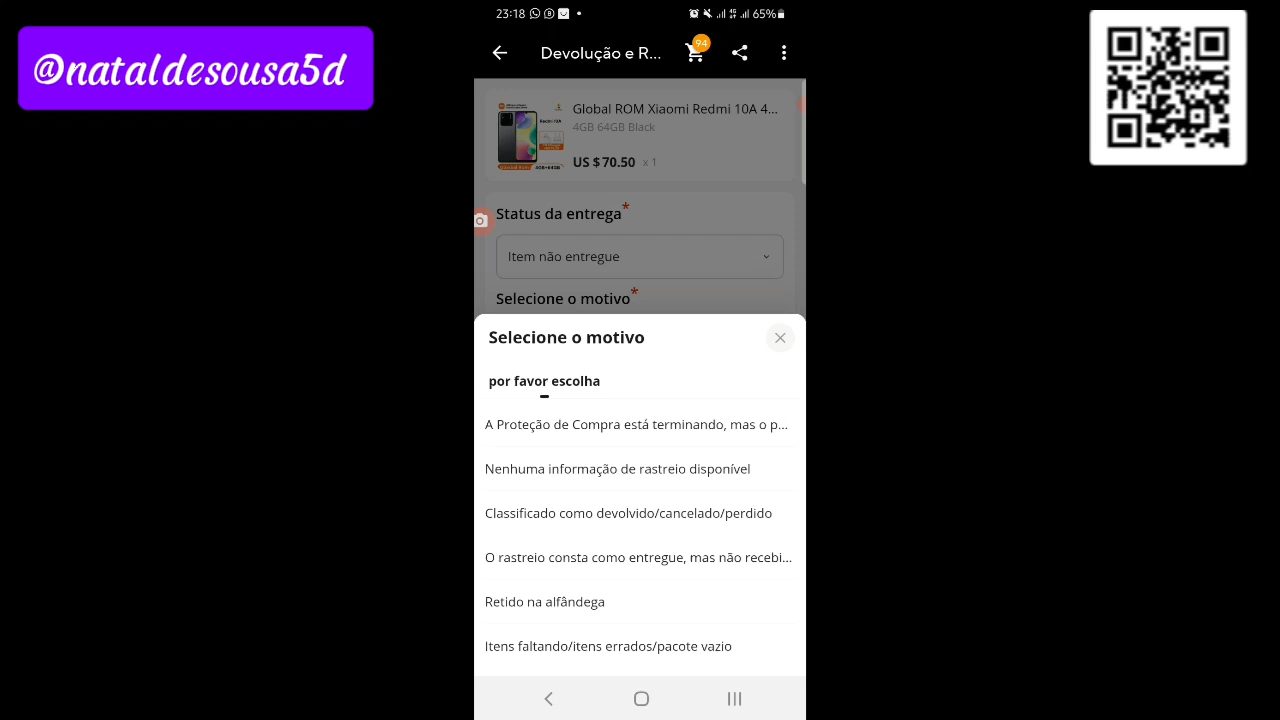 @nataldesousa5d
23:18
65%
Devolução e R...
94
Global ROM Xiaomi Redmi 10A 4...
4GB 64GB Black
US $70.50 x 1
Redmi 10A
Status da entrega*
Item não entregue
Selecione o motivo*
Selecione o motivo
por favor escolha
A Proteção de Compra está terminando, mas o p...
Nenhuma informação de rastreio disponível
Classificado como devolvido/cancelado/perdido
O rastreio consta como entregue, mas não recebi...
Retido na alfândega
Itens faltando/itens errados/pacote vazio